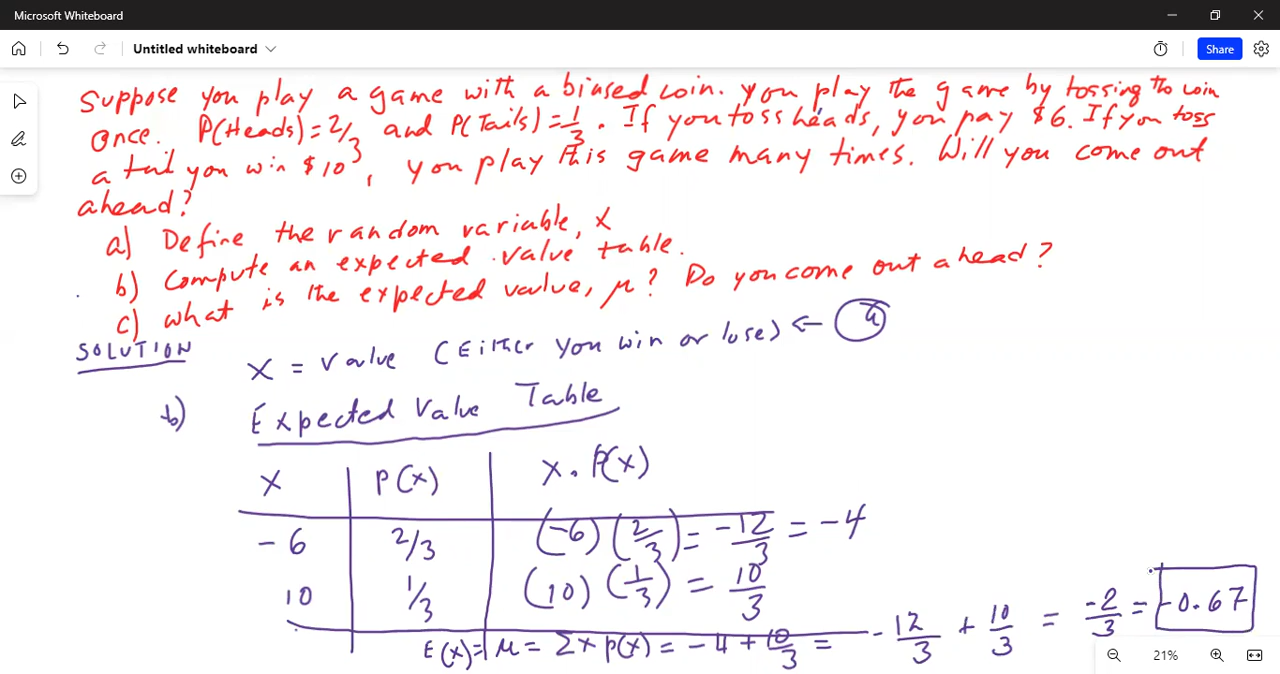 Microsoft Whiteboard
Untitled whiteboard
Share
Suppose you play a game with a biased coin. You play the game by tossing the coin
once. P(Heads)=2/3 and P(Tails)=1/3. If you toss heads, you pay $6. If you toss
a tail you win $10, you play this game many times. Will you come out
ahead?
a) Define the random variable, X
b) Compute an expected value table.
c) What is the expected value, μ? Do you come out ahead?
SOLUTION
X = value (Either you win or lose) ← a
b) Expected Value Table
X P(X) X . P(X)
-6 2/3 (-6)(2/3) = -12/3 = -4
10 1/3 (10)(1/3) = 10/3
E(X) = μ = Σ x p(x) = -4 + 10/3 = -12/3 + 10/3 = -2/3 = -0.67
21%